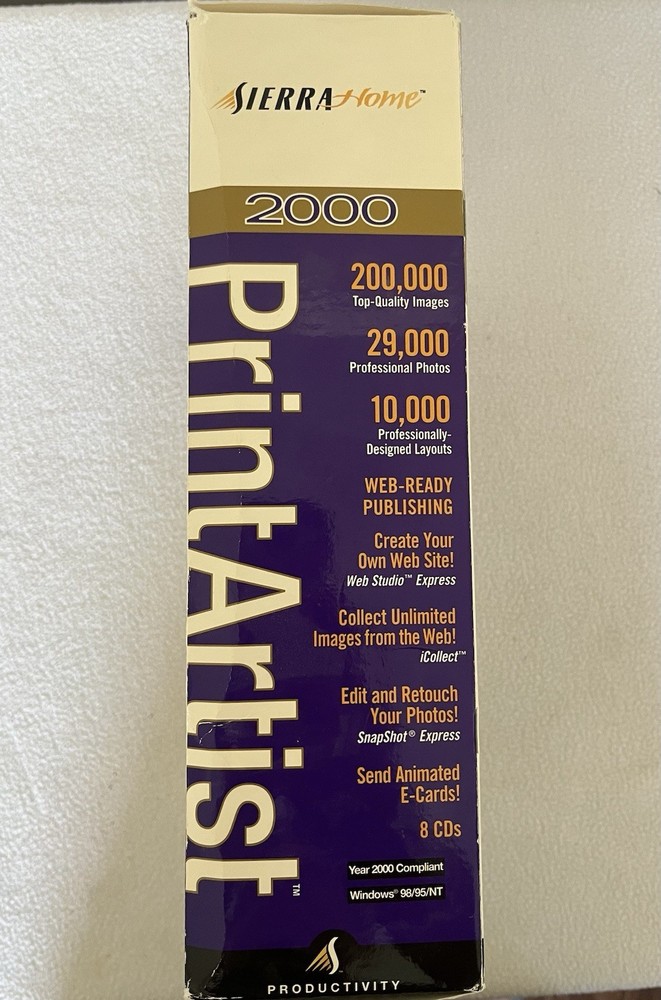 SIERRA Home™
2000
PrintArtist™
200,000
Top-Quality Images
29,000
Professional Photos
10,000
Professionally-
Designed Layouts
WEB-READY
PUBLISHING
Create Your
Own Web Site!
Web Studio™ Express
Collect Unlimited
Images from the Web!
iCollect™
Edit and Retouch
Your Photos!
SnapShot® Express
Send Animated
E-Cards!
8 CDs
Year 2000 Compliant
Windows® 98/95/NT
PRODUCTIVITY